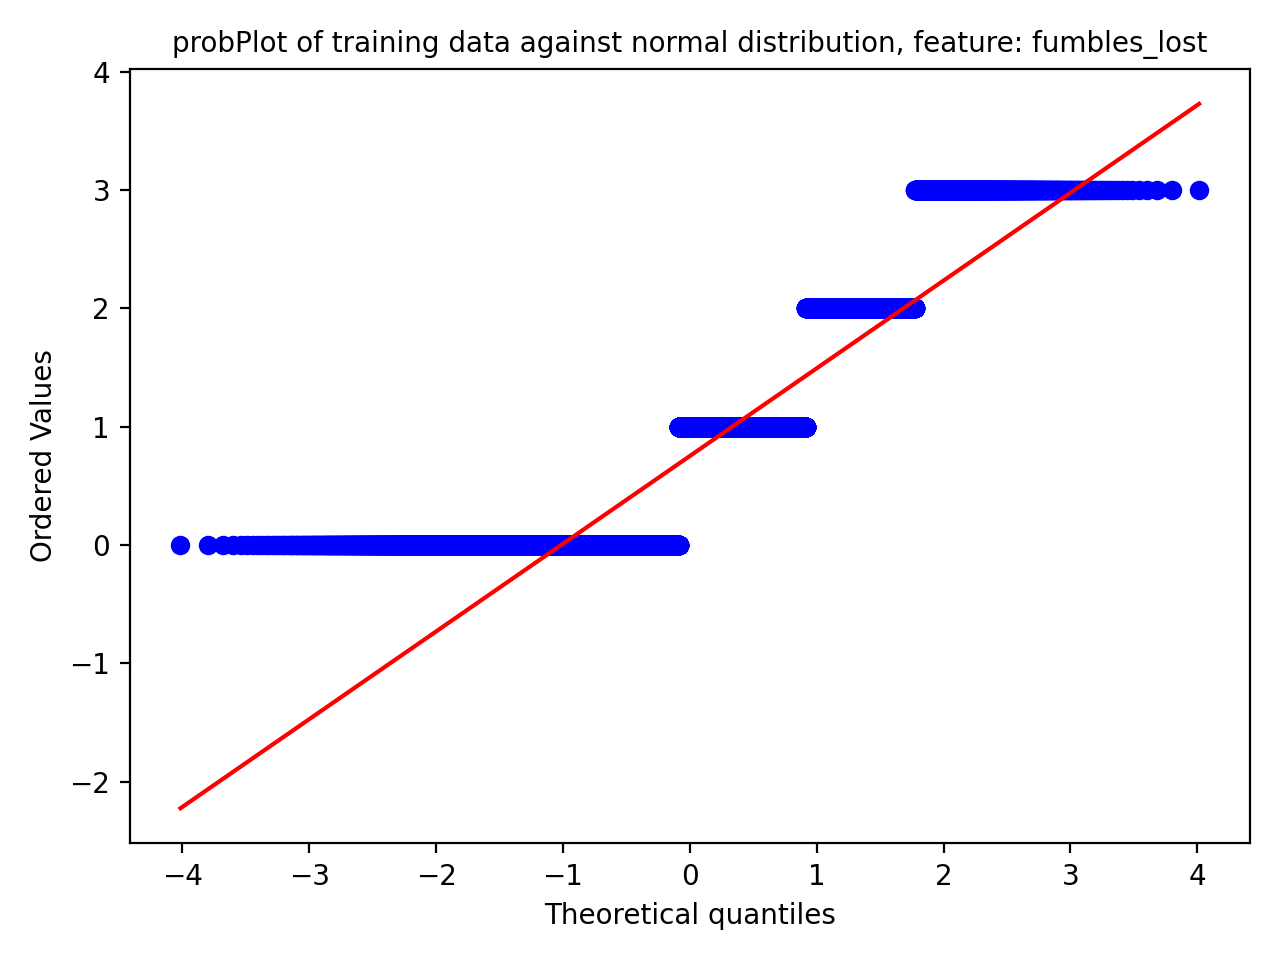 probPlot of training data against normal distribution, feature: fumbles_lost
4
3
2
1
0
−1
−2
Ordered Values
−4 −3 −2 −1 0 1 2 3 4
Theoretical quantiles